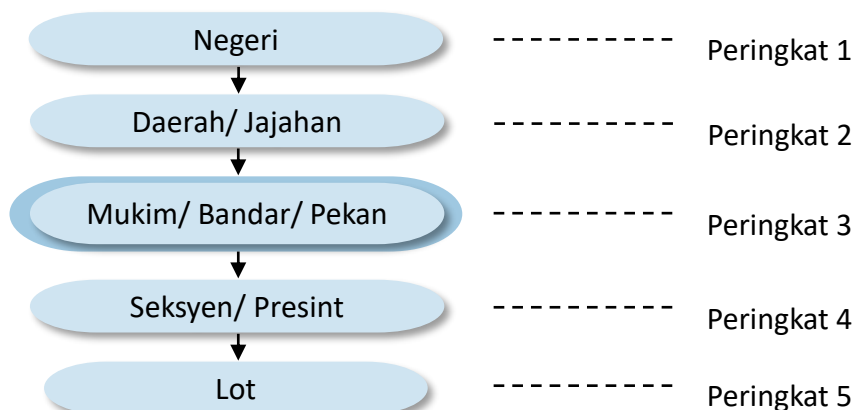 Negeri
Peringkat 1
Daerah/ Jajahan
Peringkat 2
Mukim/ Bandar/ Pekan
Peringkat 3
Seksyen/ Presint
Peringkat 4
Lot
Peringkat 5